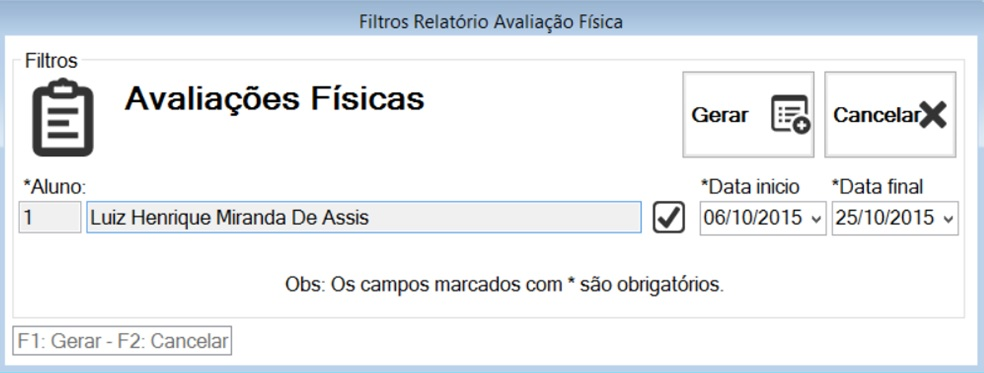 Filtros Relatório Avaliação Física
Filtros
Avaliações Físicas
Gerar
Cancelar
*Aluno:
*Data inicio
*Data final
1
Luiz Henrique Miranda De Assis
06/10/2015
25/10/2015
Obs: Os campos marcados com * são obrigatórios.
F1: Gerar - F2: Cancelar